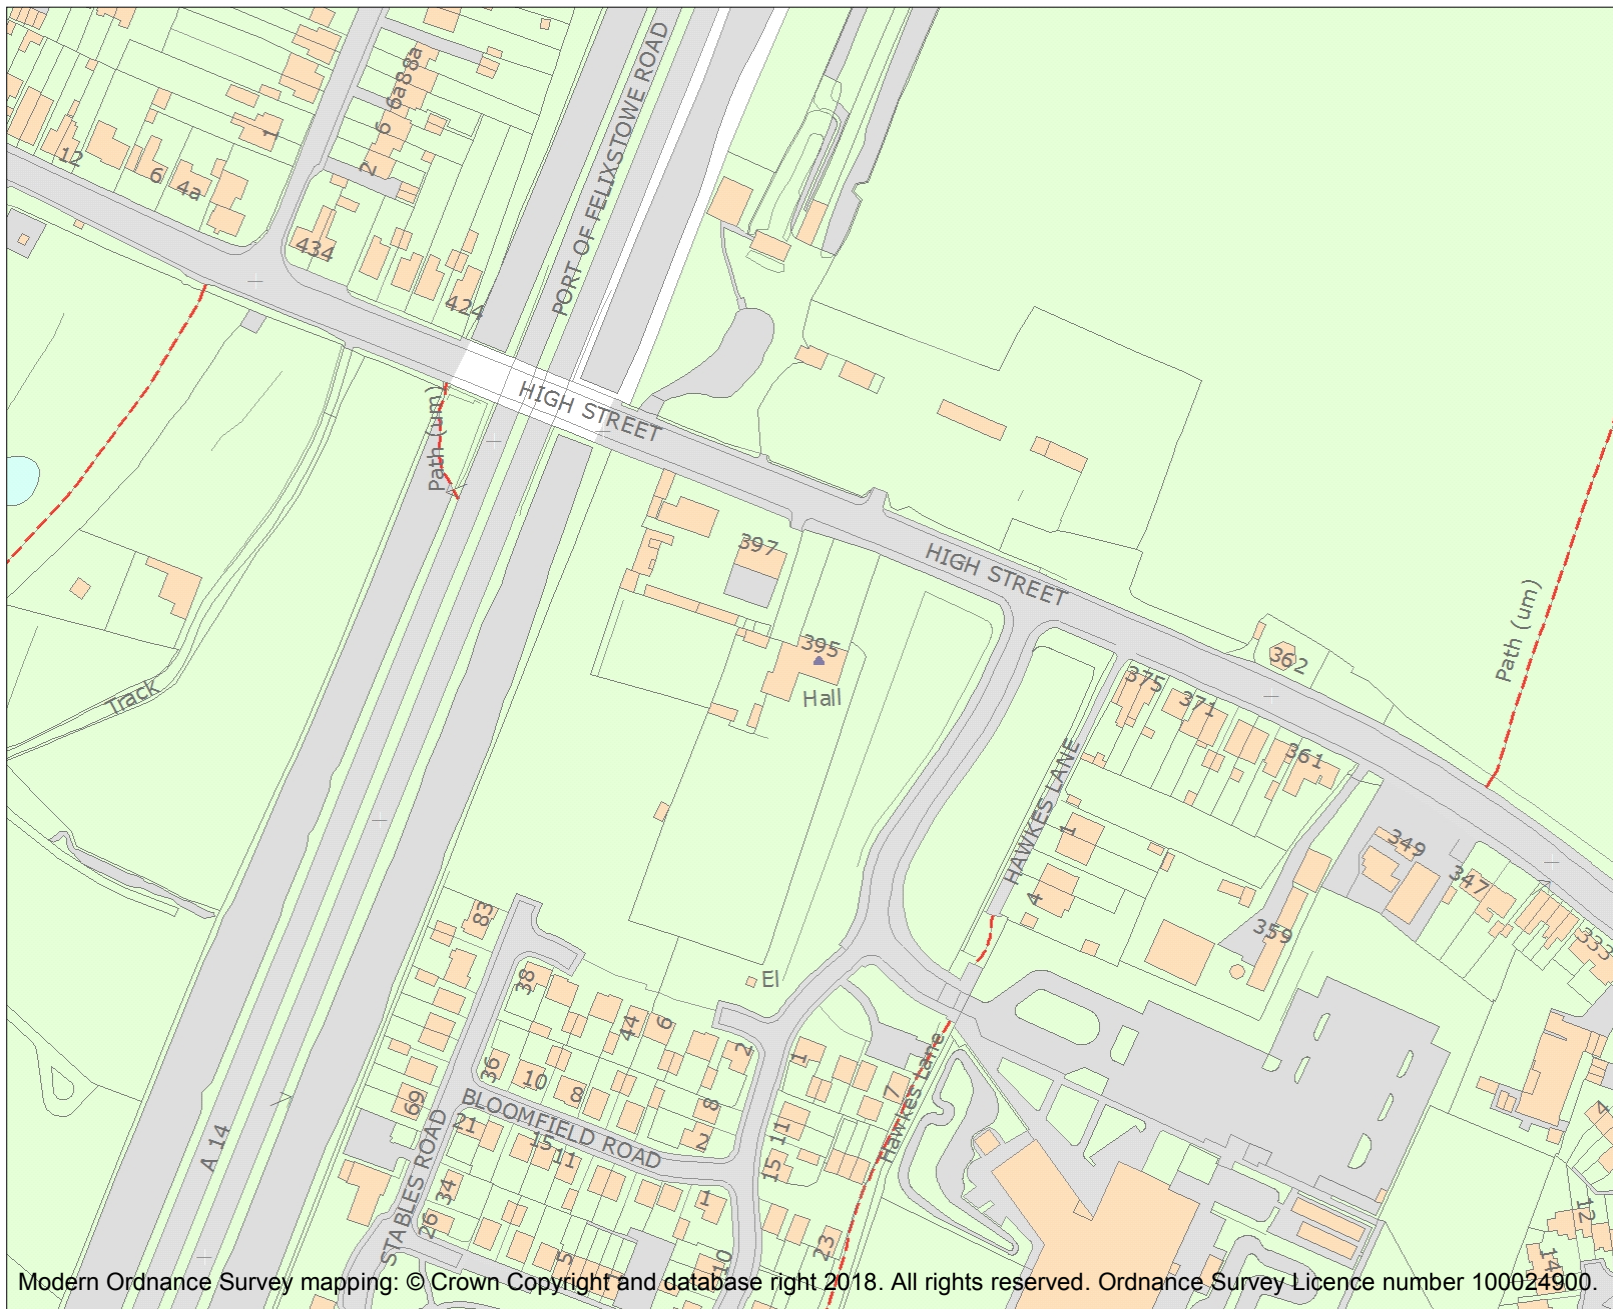 PORT OF FELIXSTOWE ROAD
8a
8
6a
6
2
1
12
6
4a
434
424
HIGH STREET
Path (um)
397
HIGH STREET
395
Hall
362
Path (um)
375
371
361
Track
HAWKES LANE
1
4
349
347
359
333
83
38
El
44
6
2
1
36
10
8
8
2
7
Hawkes Lane
69
BLOOMFIELD ROAD
21
15
11
11
15
A 14
STABLES ROAD
34
26
1
5
10
23
4
12
14
Modern Ordnance Survey mapping: © Crown Copyright and database right 2018. All rights reserved. Ordnance Survey Licence number 100024900.